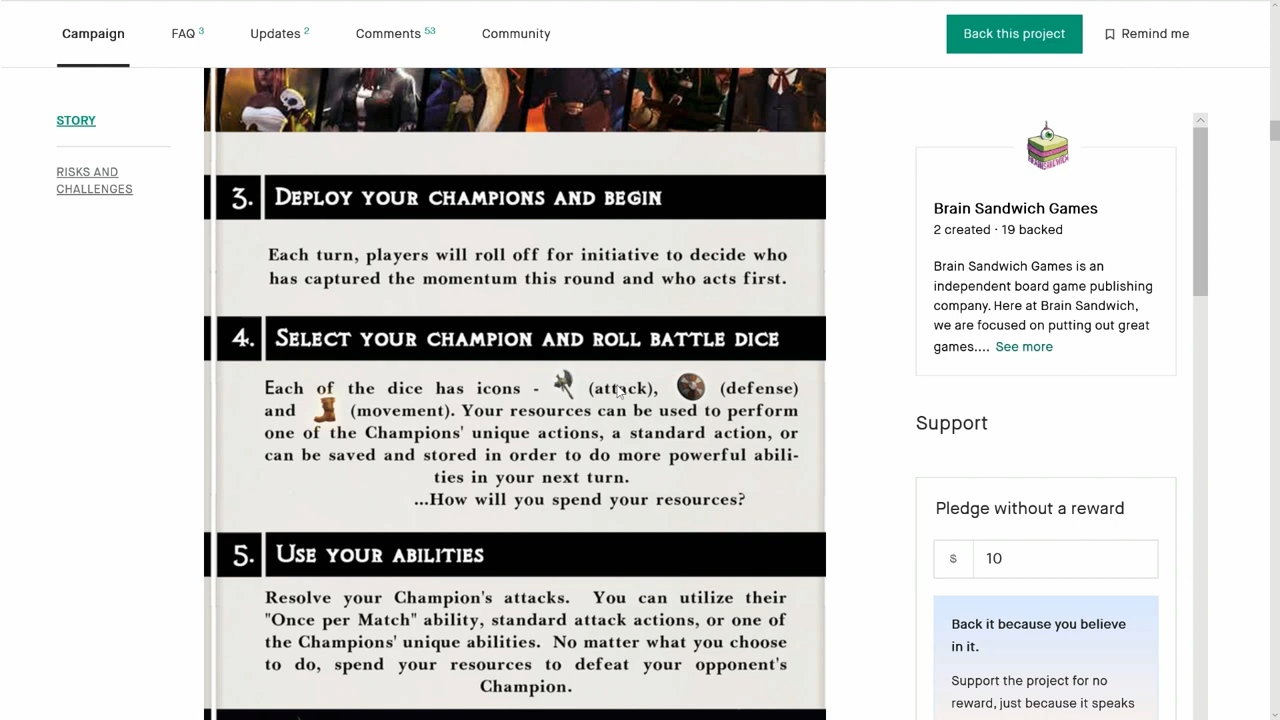 Campaign FAQ 3 Updates 2 Comments 53 Community Back this project Remind me
STORY
RISKS AND
CHALLENGES
3. DEPLOY YOUR CHAMPIONS AND BEGIN
Each turn, players will roll off for initiative to decide who
has captured the momentum this round and who acts first.
4. SELECT YOUR CHAMPION AND ROLL BATTLE DICE
Each of the dice has icons - (attack), (defense)
and (movement). Your resources can be used to perform
one of the Champions' unique actions, a standard action, or
can be saved and stored in order to do more powerful abili-
ties in your next turn.
...How will you spend your resources?
5. USE YOUR ABILITIES
Resolve your Champion's attacks. You can utilize their
"Once per Match" ability, standard attack actions, or one of
the Champions' unique abilities. No matter what you choose
to do, spend your resources to defeat your opponent's
Champion.
Brain Sandwich Games
2 created · 19 backed
Brain Sandwich Games is an
independent board game publishing
company. Here at Brain Sandwich,
we are focused on putting out great
games.... See more
Support
Pledge without a reward
$ 10
Back it because you believe
in it.
Support the project for no
reward, just because it speaks